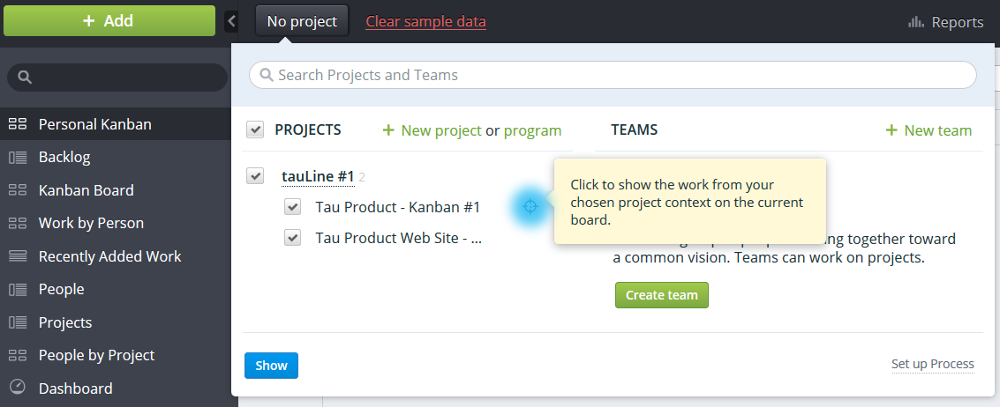 + Add
No project
Clear sample data
Reports
Search Projects and Teams
Personal Kanban
Backlog
Kanban Board
Work by Person
Recently Added Work
People
Projects
People by Project
Dashboard
PROJECTS
+ New project or program
tauLine #1 2
Tau Product - Kanban #1
Tau Product Web Site - ...
TEAMS
+ New team
Click to show the work from your
chosen project context on the current
board.
together toward
a common vision. Teams can work on projects.
Create team
Show
Set up Process